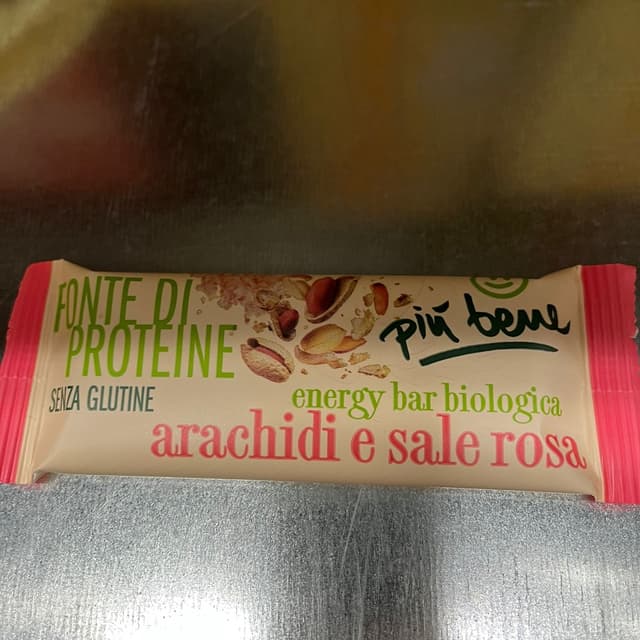 FONTE DI
PROTEINE
SENZA GLUTINE
più bene
energy bar biologica
arachidi e sale rosa